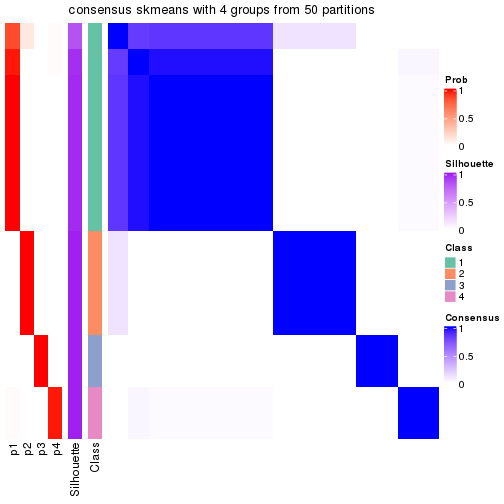 consensus skmeans with 4 groups from 50 partitions
Prob
1
0.5
0
Silhouette
1
0.5
0
Class
1
2
3
4
Consensus
1
0.5
0
p1
p2
p3
p4
Silhouette
Class